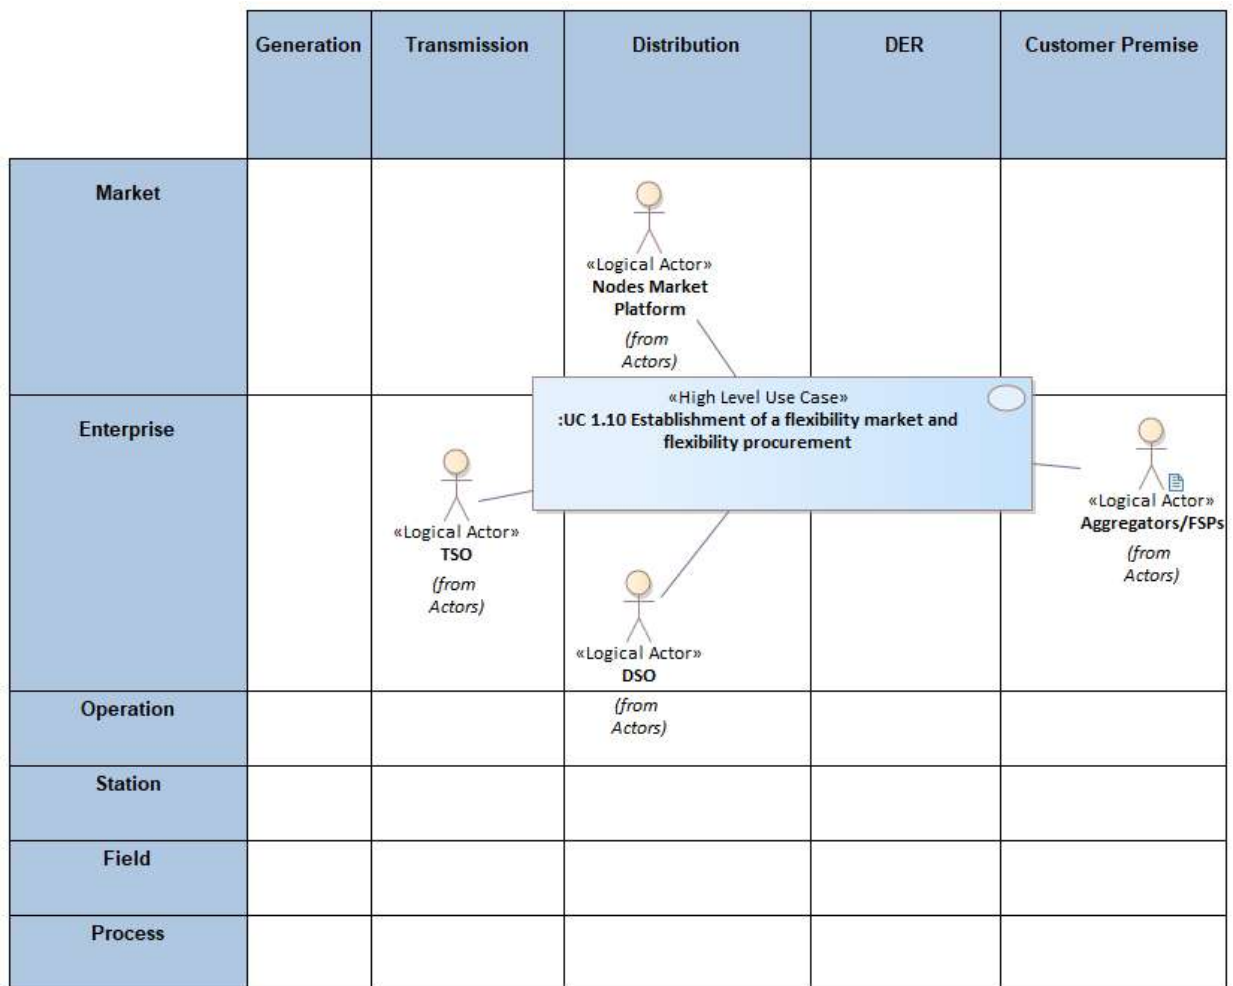 Generation
Transmission
Distribution
DER
Customer Premise
Market
«Logical Actor»
Nodes Market
Platform
(from
Actors)
«High Level Use Case»
:UC 1.10 Establishment of a flexibility market and
flexibility procurement
Enterprise
«Logical Actor»
TSO
(from
Actors)
«Logical Actor»
DSO
(from
Actors)
«Logical Actor»
Aggregators/FSPs
(from
Actors)
Operation
Station
Field
Process